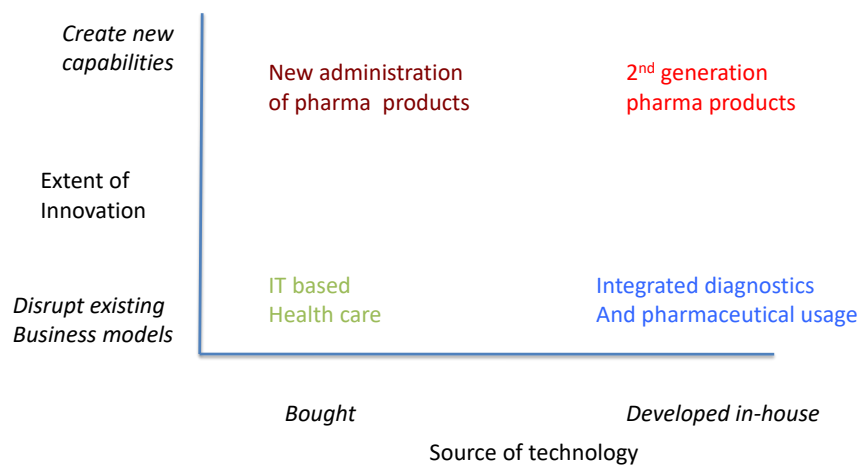 Create new
capabilities
New administration
of pharma products
2nd generation
pharma products
Extent of
Innovation
IT based
Health care
Integrated diagnostics
And pharmaceutical usage
Disrupt existing
Business models
Bought
Developed in-house
Source of technology